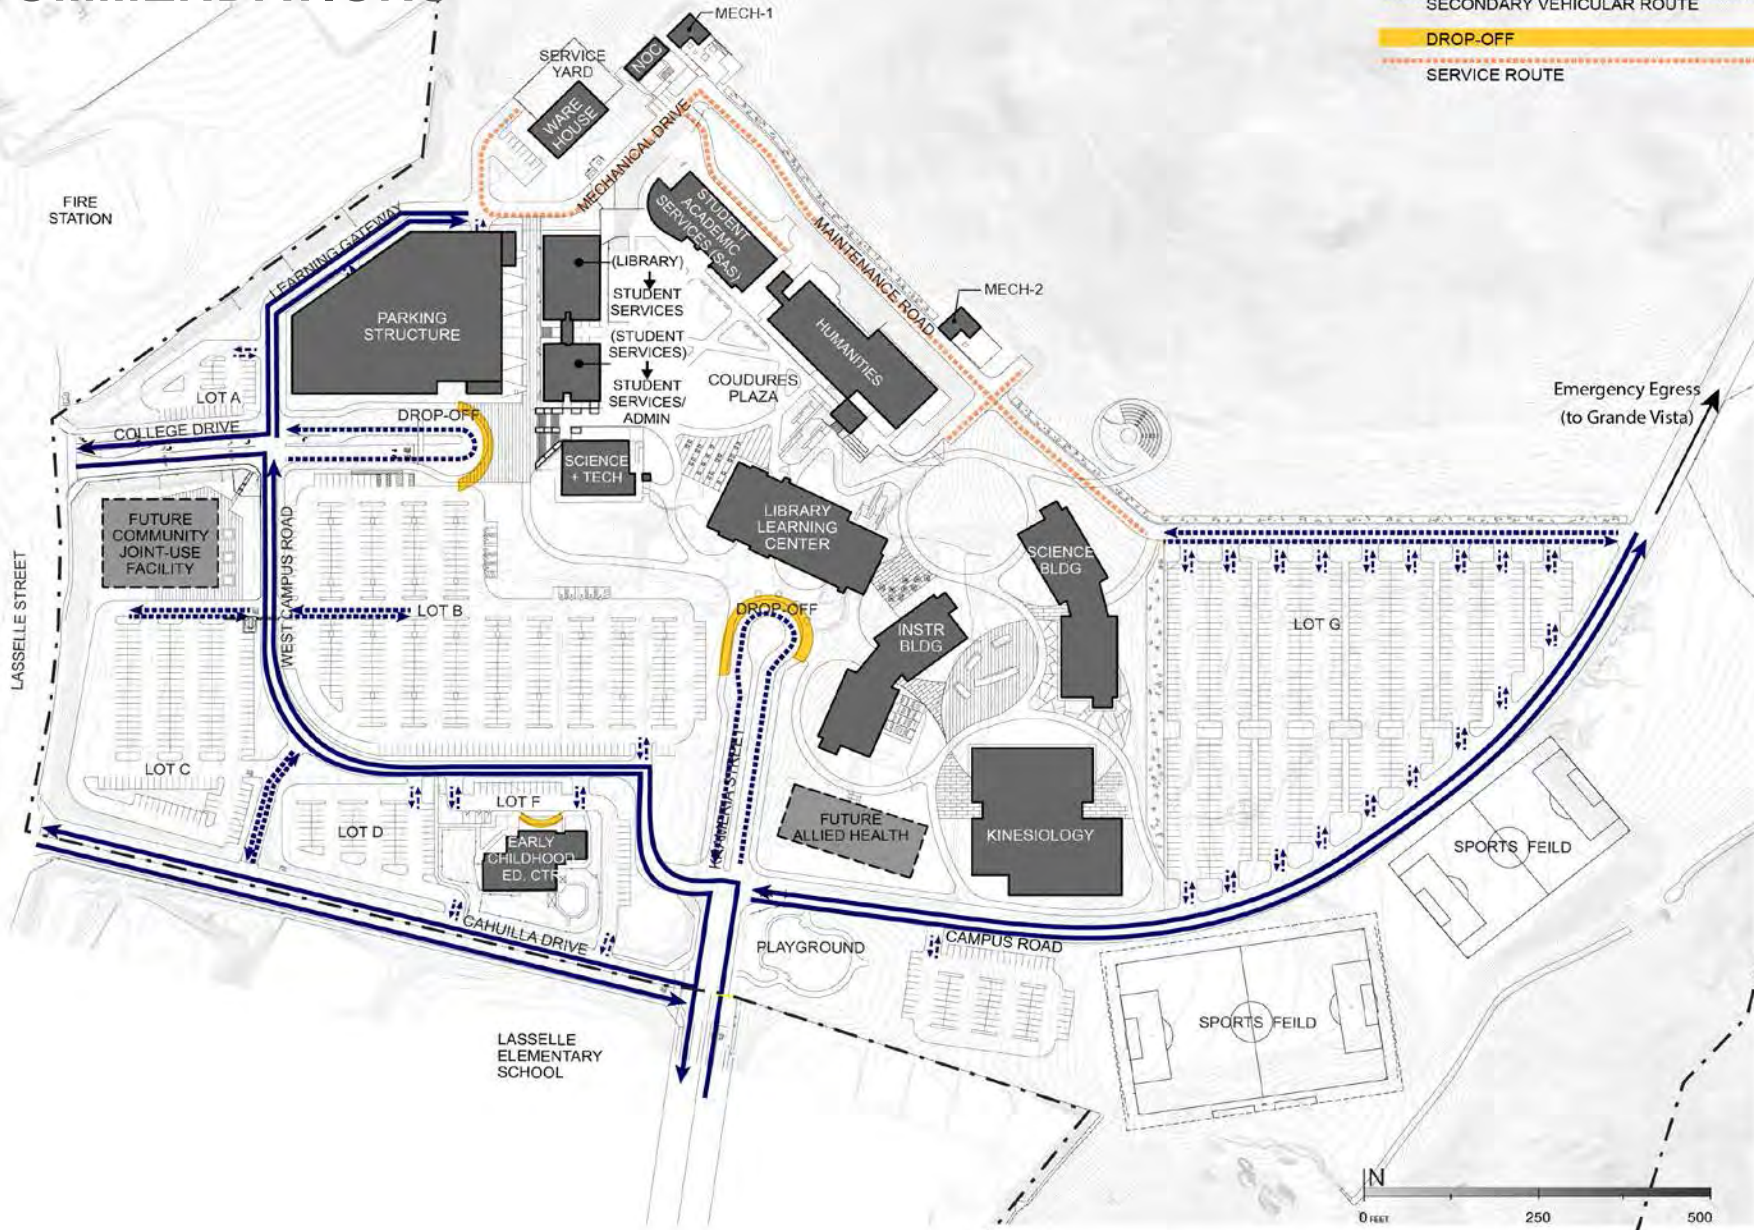 MECH-1
SECONDARY VEHICULAR ROUTE
DROP-OFF
SERVICE ROUTE
SERVICE
YARD
NOC
WARE
HOUSE
MECHANICAL DRIVE
FIRE
STATION
LEARNING GATEWAY
STUDENT
ACADEMIC
SERVICES (SAS)
MAINTENANCE ROAD
(LIBRARY)
STUDENT
SERVICES
(STUDENT
SERVICES)
STUDENT
SERVICES/
ADMIN
PARKING
STRUCTURE
MECH-2
HUMANITIES
COUDURES
PLAZA
LOT A
COLLEGE DRIVE
DROP-OFF
Emergency Egress
(to Grande Vista)
SCIENCE
+ TECH
LIBRARY
LEARNING
CENTER
SCIENCE
BLDG
FUTURE
COMMUNITY
JOINT-USE
FACILITY
WEST CAMPUS ROAD
LASSELLE STREET
LOT B
DROP-OFF
INSTR
BLDG
LOT G
LOT C
LOT D
LOT F
EARLY
CHILDHOOD
ED. CTR
FUTURE
ALLIED HEALTH
KINESIOLOGY
SPORTS FEILD
CAHUILLA DRIVE
PLAYGROUND
CAMPUS ROAD
SPORTS FEILD
LASSELLE
ELEMENTARY
SCHOOL
N
0 FEET
250
500